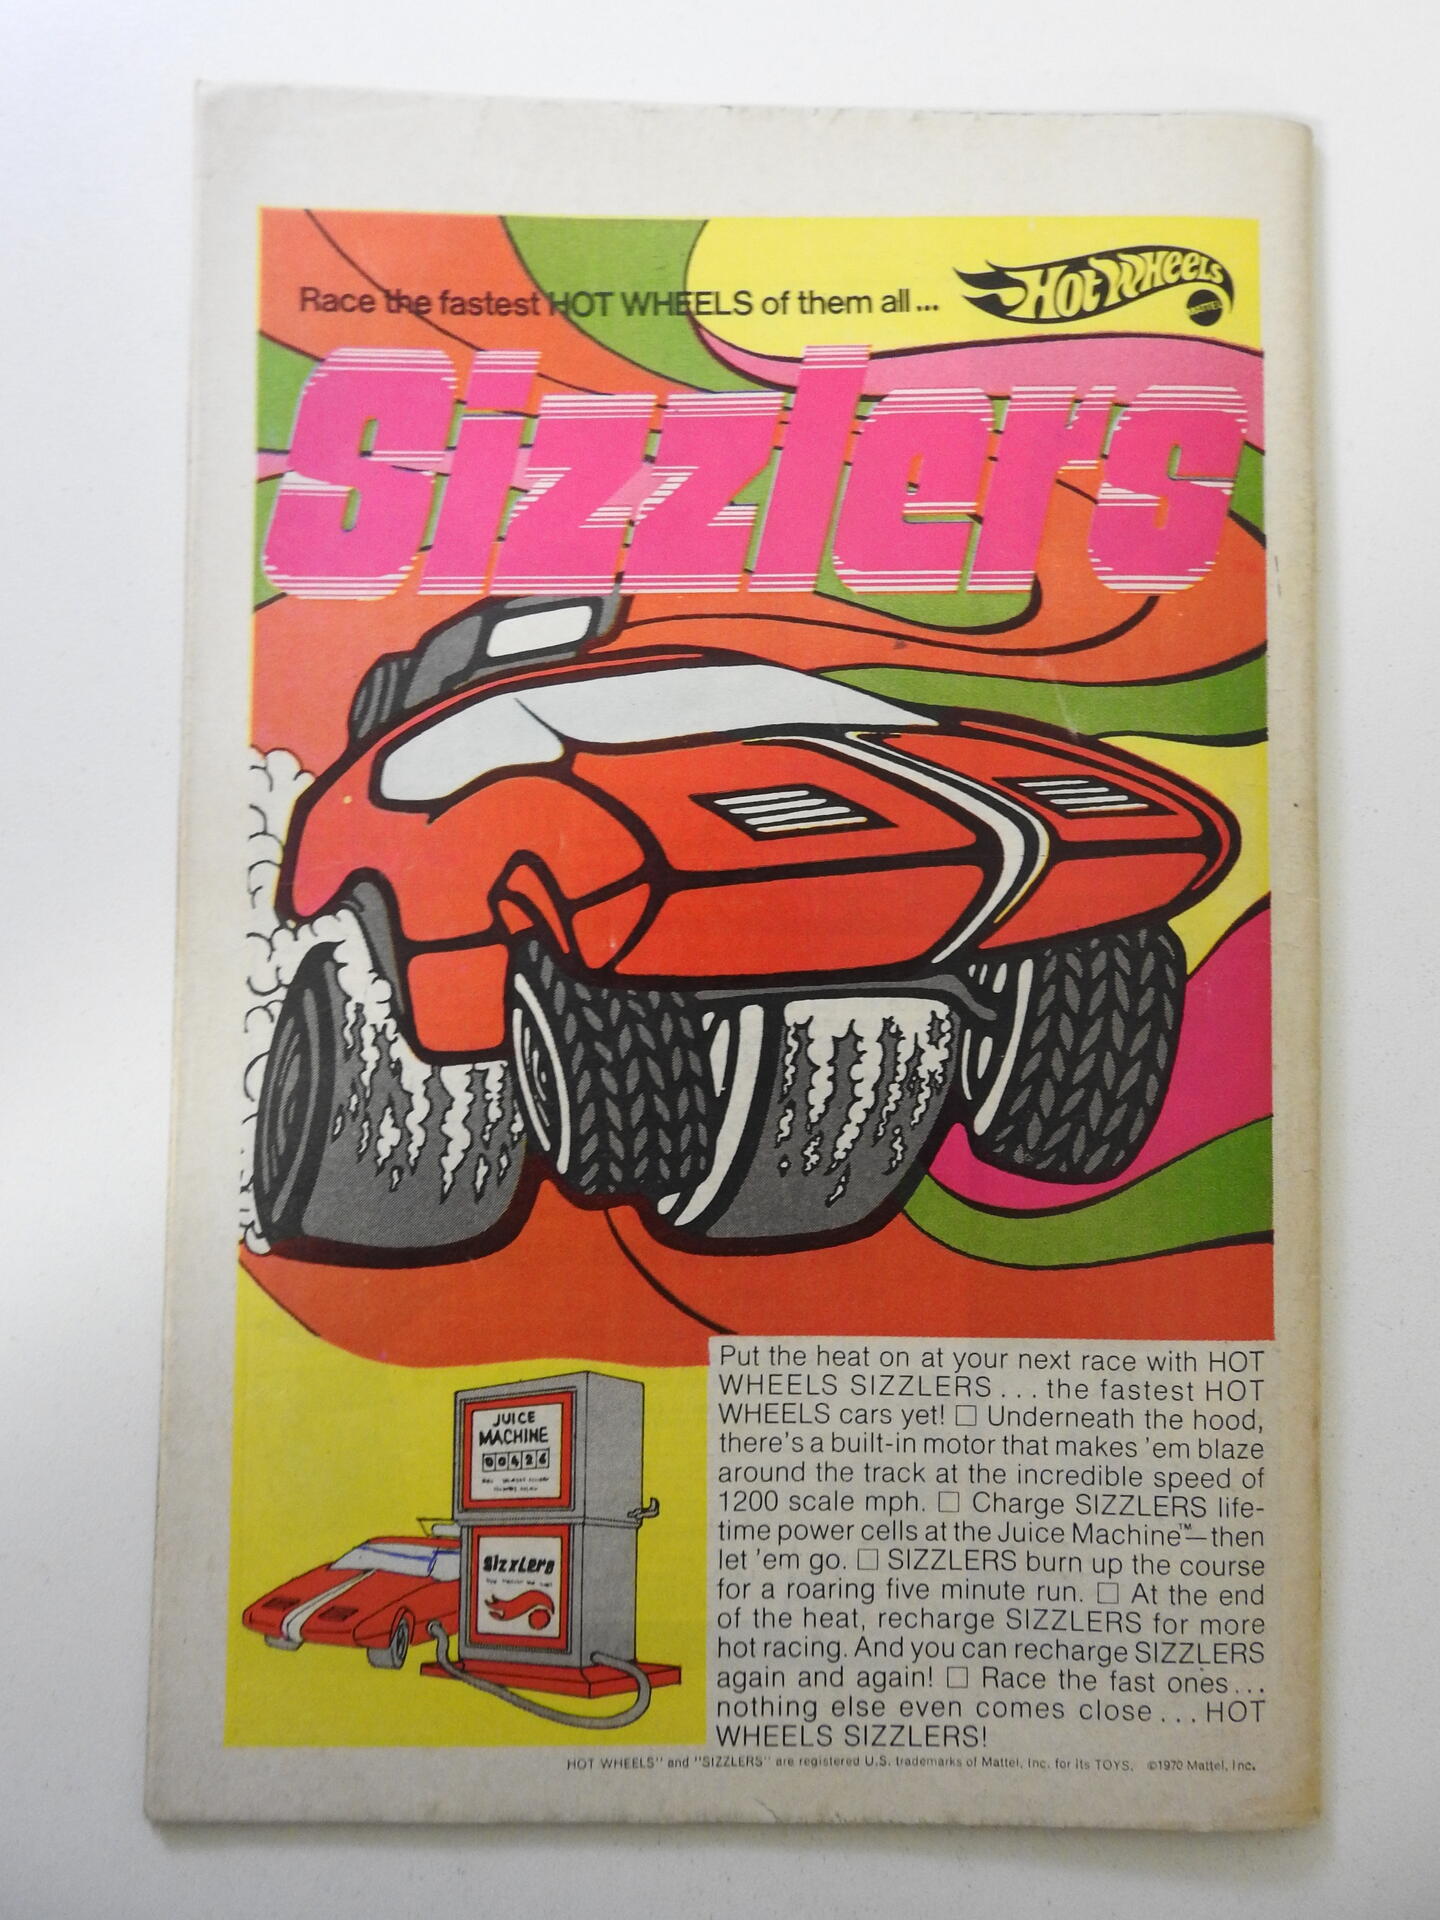 Race the fastest HOT WHEELS of them all...
Hot Wheels
MATTEL
Sizzlers
JUICE
MACHINE
00426
Sizzlers
Put the heat on at your next race with HOT
WHEELS SIZZLERS . . . the fastest HOT
WHEELS cars yet! □ Underneath the hood,
there's a built-in motor that makes 'em blaze
around the track at the incredible speed of
1200 scale mph. □ Charge SIZZLERS life-
time power cells at the Juice Machine™—then
let 'em go. □ SIZZLERS burn up the course
for a roaring five minute run. □ At the end
of the heat, recharge SIZZLERS for more
hot racing. And you can recharge SIZZLERS
again and again! □ Race the fast ones...
nothing else even comes close . . . HOT
WHEELS SIZZLERS!
HOT WHEELS" and "SIZZLERS" are registered U.S. trademarks of Mattel, Inc. for its TOYS. ©1970 Mattel, Inc.